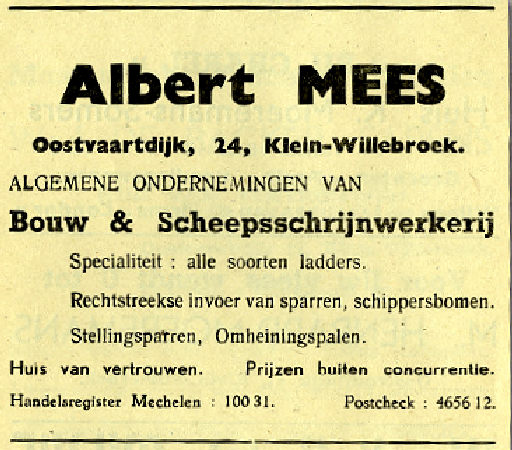 Albert MEES
Oostvaartdijk, 24, Klein-Willebroek.
ALGEMENE ONDERNEMINGEN VAN
Bouw & Scheepsschrijnwerkerij
Specialiteit : alle soorten ladders.
Rechtstreekse invoer van sparren, schippersbomen.
Stellingsparren, Omheiningspalen.
Huis van vertrouwen. Prijzen buiten concurrentie.
Handelsregister Mechelen : 100 31. Postcheck : 4656 12.